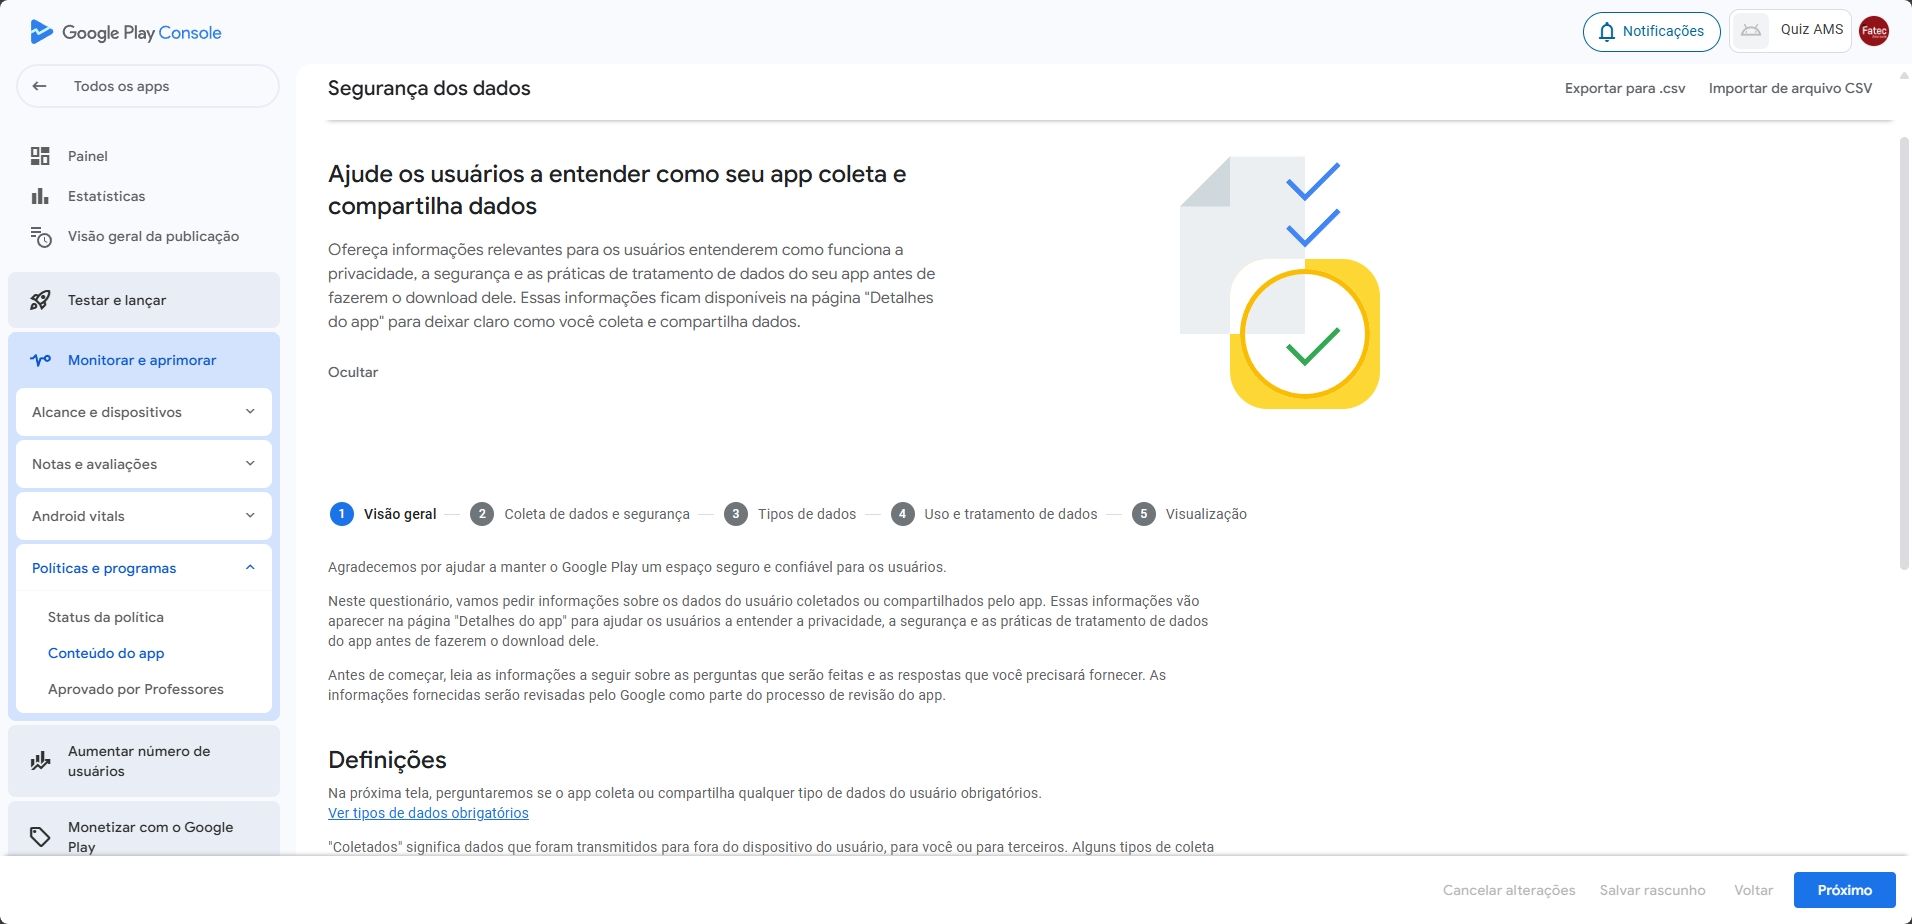 Google Play Console
Notificações
Quiz AMS
Fatec
Todos os apps
Painel
Estatísticas
Visão geral da publicação
Testar e lançar
Monitorar e aprimorar
Alcance e dispositivos
Notas e avaliações
Android vitals
Políticas e programas
Status da política
Conteúdo do app
Aprovado por Professores
Aumentar número de
usuários
Monetizar com o Google
Play
Segurança dos dados
Exportar para .csv
Importar de arquivo CSV
Ajude os usuários a entender como seu app coleta e
compartilha dados
Ofereça informações relevantes para os usuários entenderem como funciona a
privacidade, a segurança e as práticas de tratamento de dados do seu app antes de
fazerem o download dele. Essas informações ficam disponíveis na página "Detalhes
do app" para deixar claro como você coleta e compartilha dados.
Ocultar
1 Visão geral
2 Coleta de dados e segurança
3 Tipos de dados
4 Uso e tratamento de dados
5 Visualização
Agradecemos por ajudar a manter o Google Play um espaço seguro e confiável para os usuários.
Neste questionário, vamos pedir informações sobre os dados do usuário coletados ou compartilhados pelo app. Essas informações vão
aparecer na página "Detalhes do app" para ajudar os usuários a entender a privacidade, a segurança e as práticas de tratamento de dados
do app antes de fazerem o download dele.
Antes de começar, leia as informações a seguir sobre as perguntas que serão feitas e as respostas que você precisará fornecer. As
informações fornecidas serão revisadas pelo Google como parte do processo de revisão do app.
Definições
Na próxima tela, perguntaremos se o app coleta ou compartilha qualquer tipo de dados do usuário obrigatórios.
Ver tipos de dados obrigatórios
"Coletados" significa dados que foram transmitidos para fora do dispositivo do usuário, para você ou para terceiros. Alguns tipos de coleta
Cancelar alterações
Salvar rascunho
Voltar
Próximo